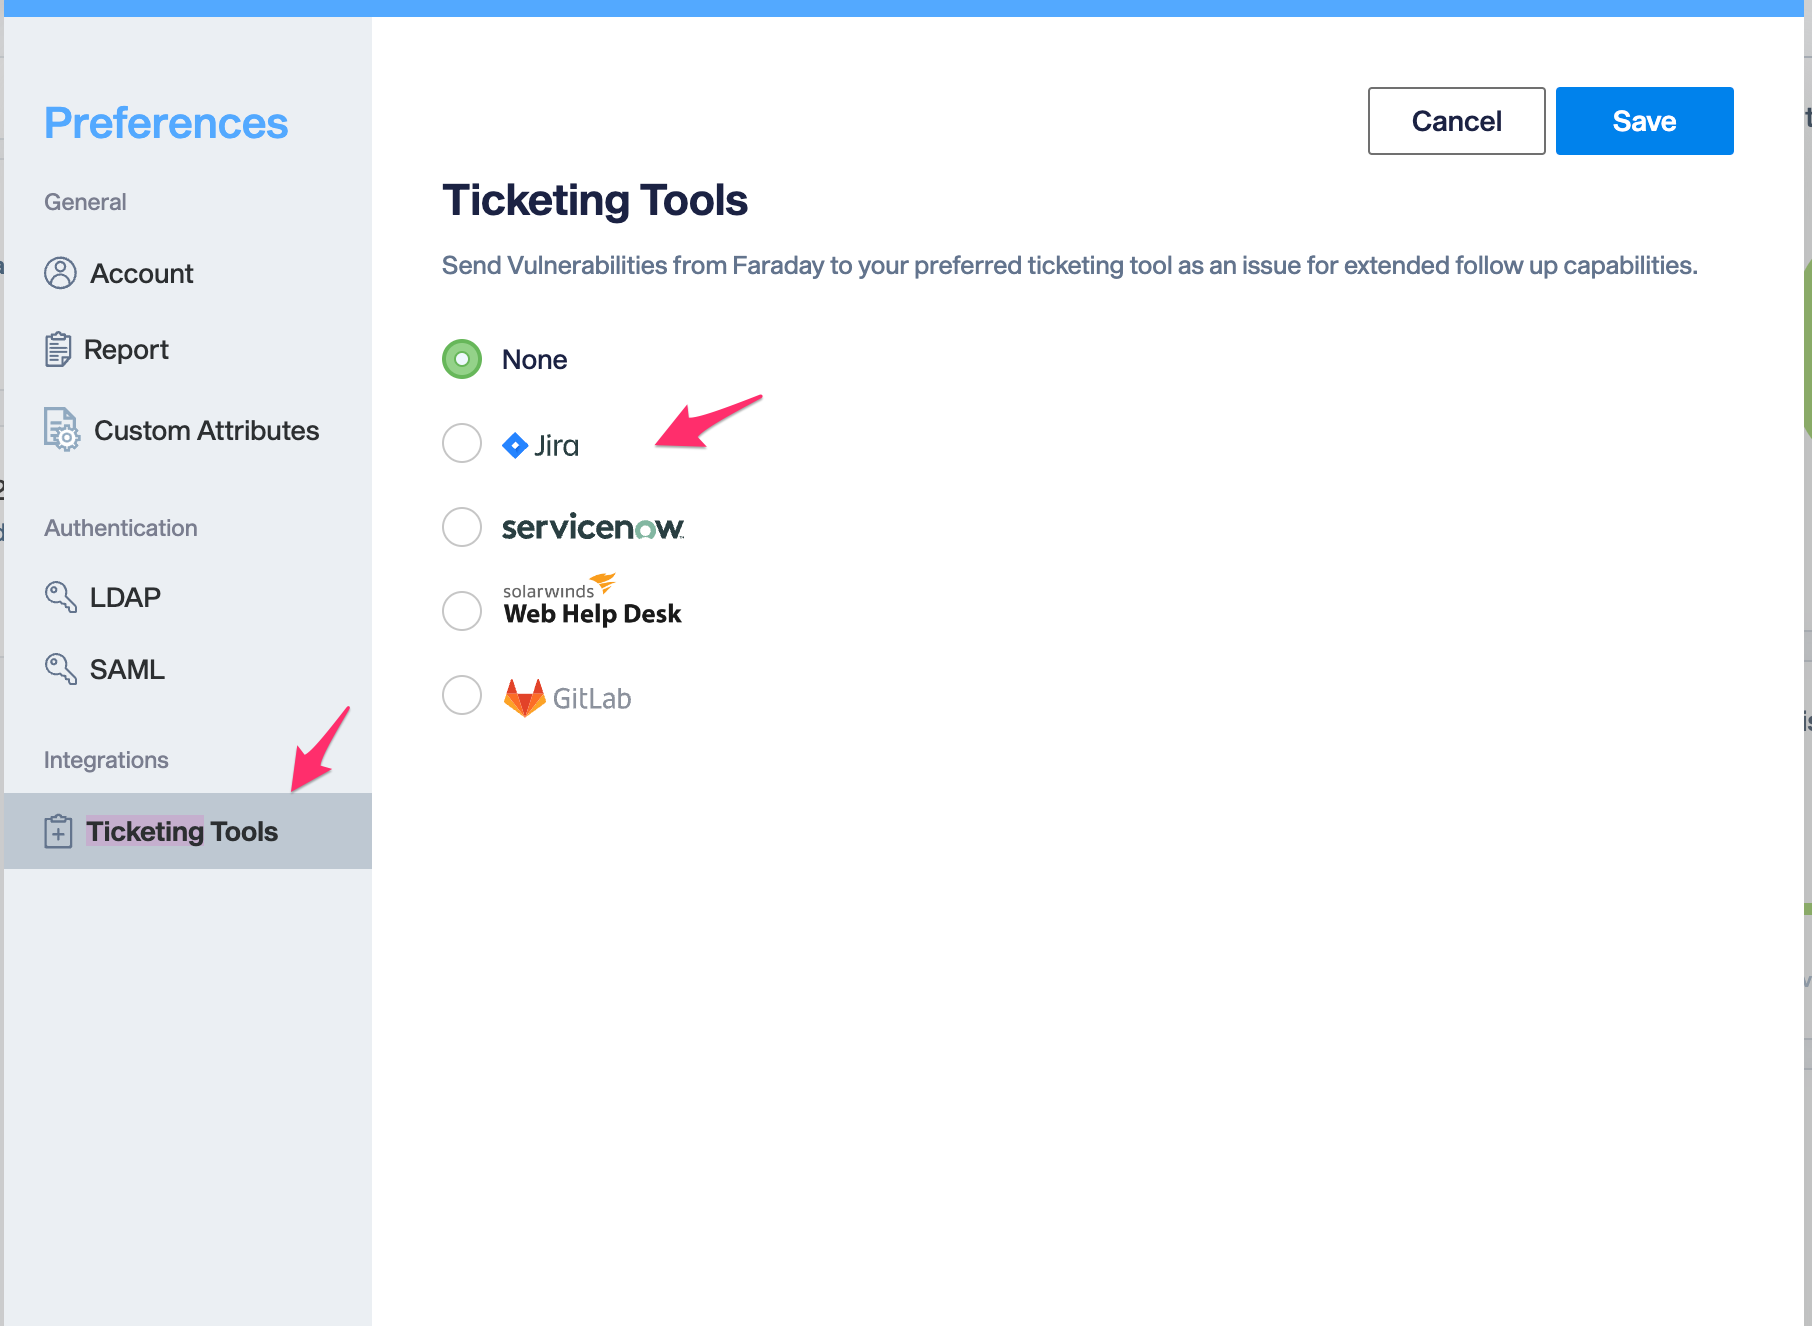 Preferences
General
Account
Report
Custom Attributes
Authentication
LDAP
SAML
Integrations
Ticketing Tools
Cancel
Save
Ticketing Tools
Send Vulnerabilities from Faraday to your preferred ticketing tool as an issue for extended follow up capabilities.
None
Jira
servicenow™
solarwinds
Web Help Desk
GitLab